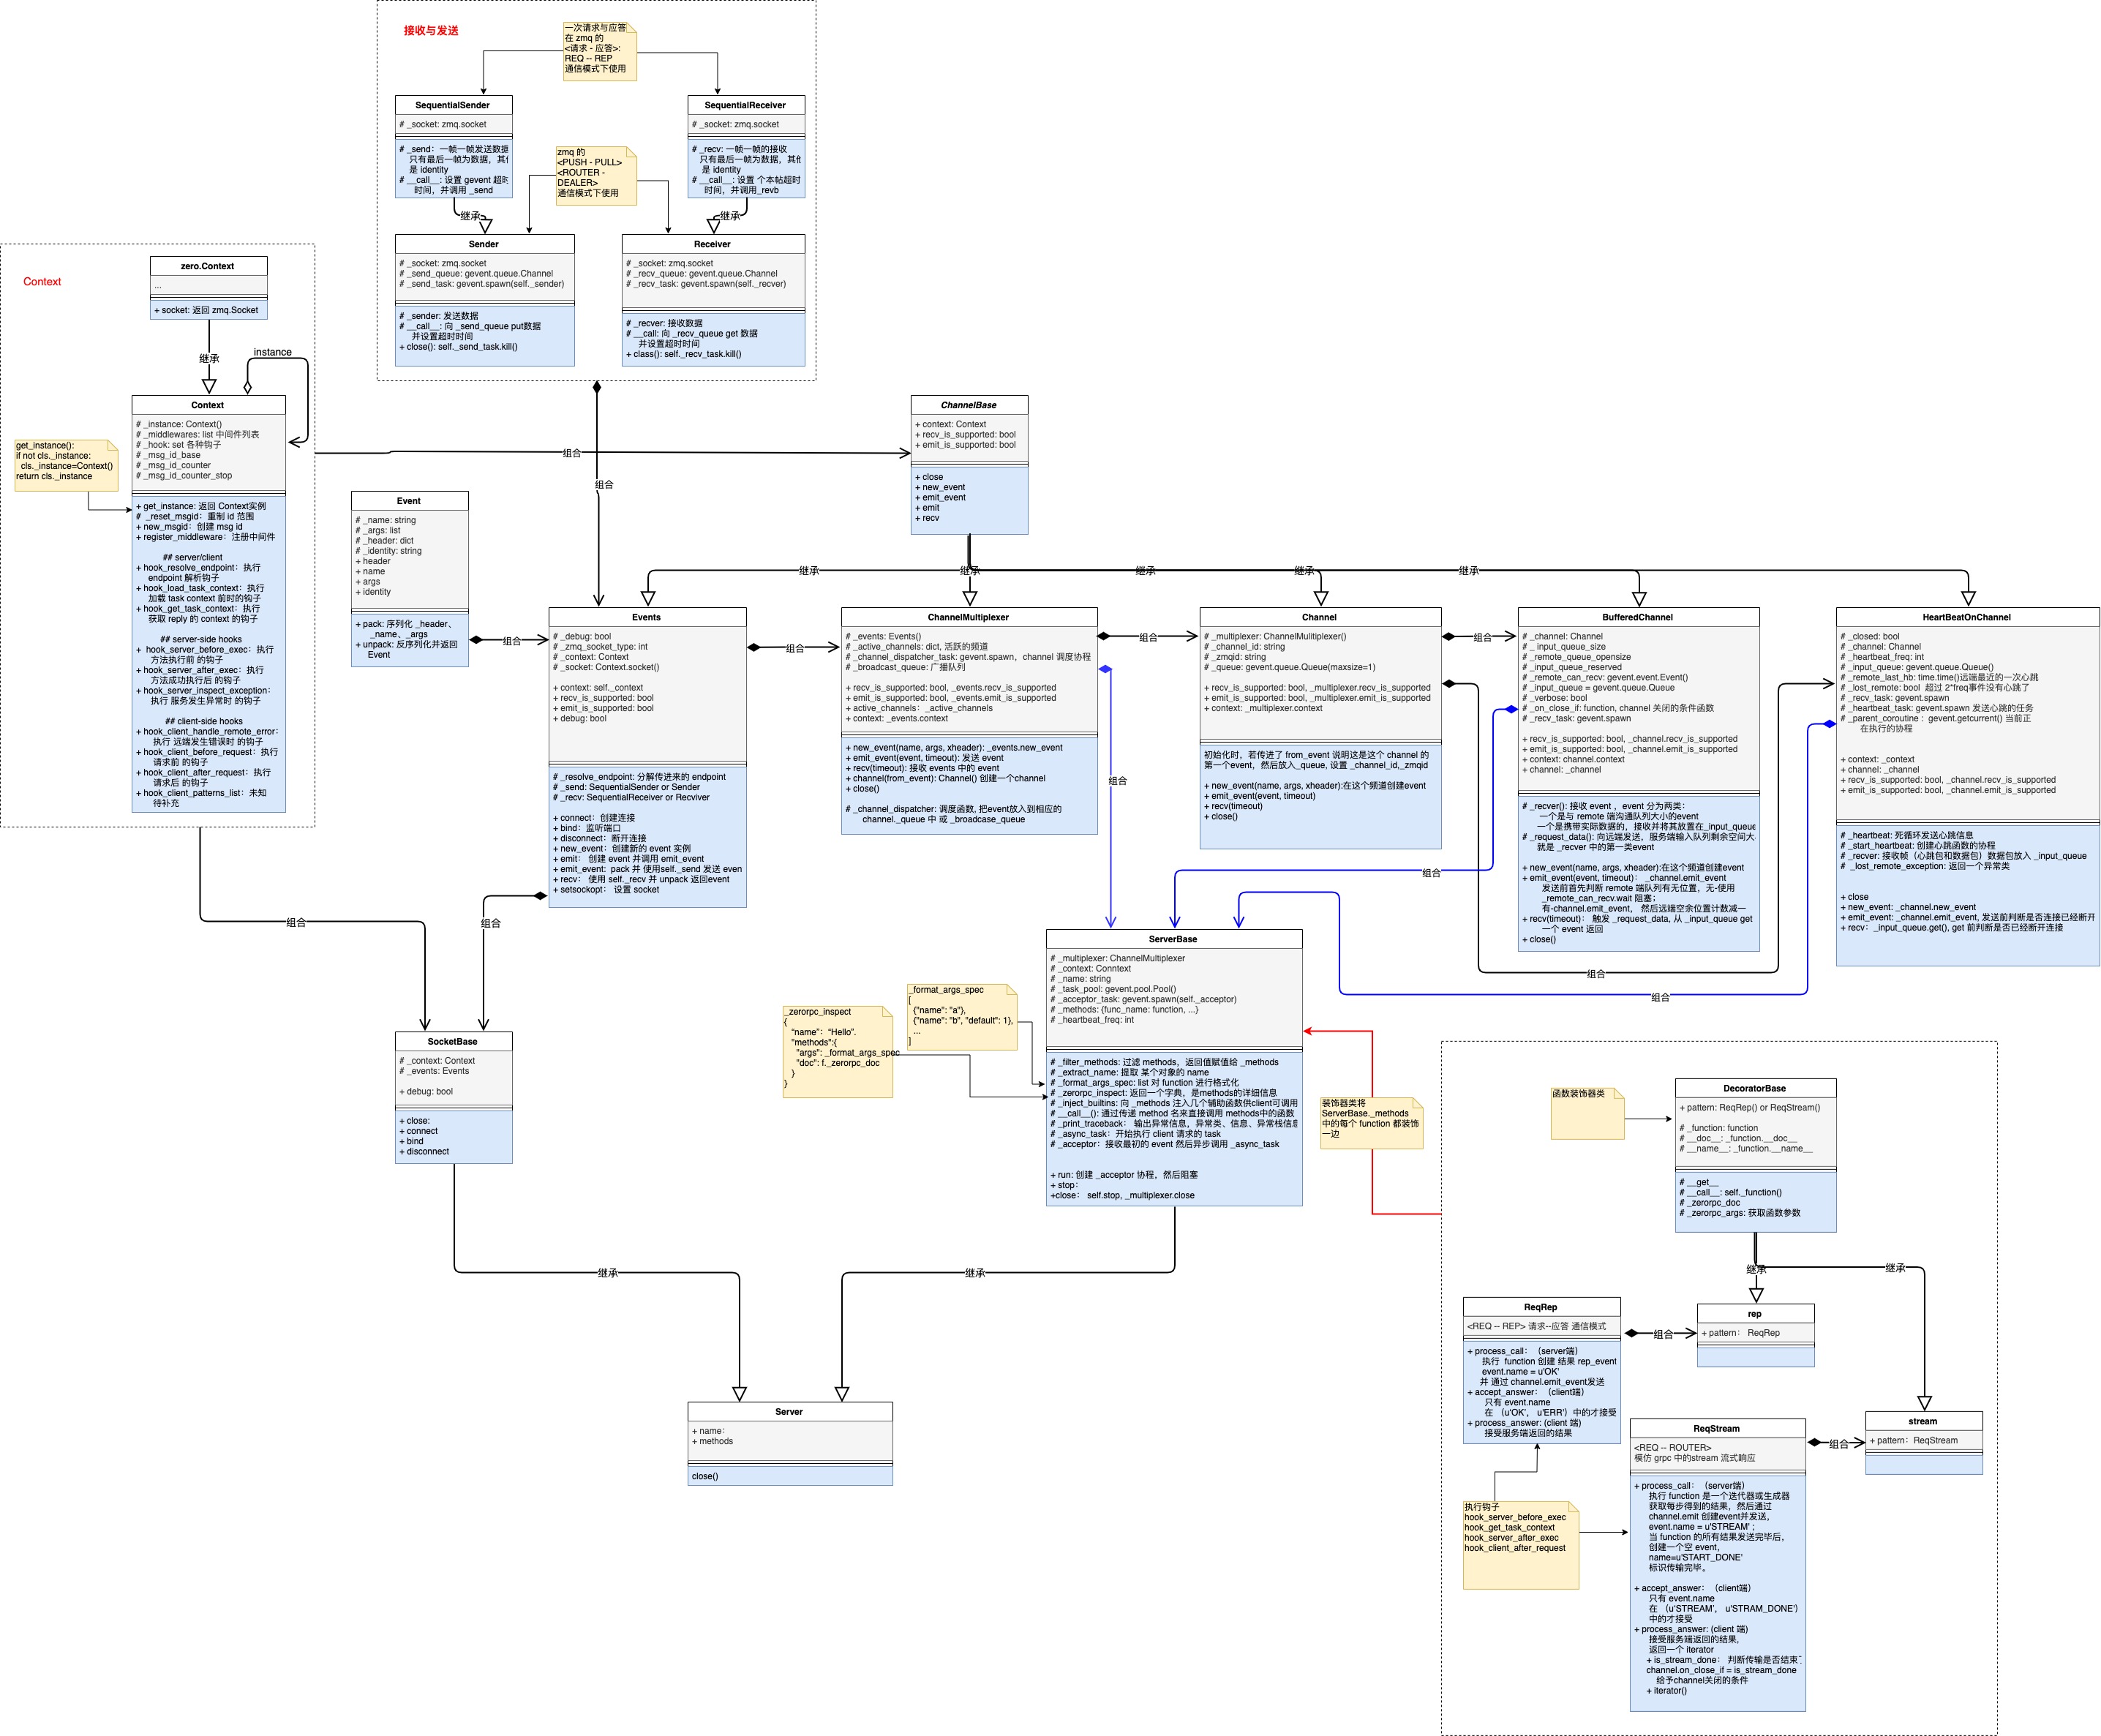 接收与发送
一次请求与应答
在 zmq 的
<请求 - 应答>:
REQ -- REP
通信模式下使用
SequentialSender
# _socket: zmq.socket
# _send：一帧一帧发送数据
只有最后一帧为数据，其他
是 identity
# __call__: 设置 gevent 超时
时间，并调用 _send
SequentialReceiver
# _socket: zmq.socket
# _recv: 一帧一帧的接收
只有最后一帧为数据，其他
是 identity
# __call__: 设置 个本帖超时
时间，并调用_revb
zmq 的
<PUSH - PULL>
<ROUTER -
DEALER>
通信模式下使用
继承
继承
Sender
# _socket: zmq.socket
# _send_queue: gevent.queue.Channel
# _send_task: gevent.spawn(self._sender)
# _sender: 发送数据
# __call__: 向 _send_queue put数据
并设置超时时间
+ close(): self._send_task.kill()
Receiver
# _socket: zmq.socket
# _recv_queue: gevent.queue.Channel
# _recv_task: gevent.spawn(self._recver)
# _recver: 接收数据
# __call: 向 _recv_queue get 数据
并设置超时时间
+ class(): self._recv_task.kill()
Context
zero.Context
...
+ socket: 返回 zmq.Socket
继承
instance
Context
# _instance: Context()
# _middlewares: list 中间件列表
# _hook: set 各种钩子
# _msg_id_base
# _msg_id_counter
# _msg_id_counter_stop
+ get_instance: 返回 Context实例
# _reset_msgid：重制 id 范围
+ new_msgid：创建 msg id
+ register_middleware：注册中间件
## server/client
+ hook_resolve_endpoint：执行
endpoint 解析钩子
+ hook_load_task_context：执行
加载 task context 前时的钩子
+ hook_get_task_context：执行
获取 reply 的 context 的钩子
## server-side hooks
+ hook_server_before_exec：执行
方法执行前 的钩子
+ hook_server_after_exec：执行
方法成功执行后 的钩子
+ hook_server_inspect_exception：
执行 服务发生异常时 的钩子
## client-side hooks
+ hook_client_handle_remote_error：
执行 远端发生错误时 的钩子
+ hook_client_before_request：执行
请求前 的钩子
+ hook_client_after_request：执行
请求后 的钩子
+ hook_client_patterns_list：未知
待补充
get_instance():
if not cls._instance:
cls._instance=Context()
return cls._instance
组合
组合
ChannelBase
+ context: Context
+ recv_is_supported: bool
+ emit_is_supported: bool
+ close
+ new_event
+ emit_event
+ emit
+ recv
Event
# _name: string
# _args: list
# _header: dict
# _identity: string
+ header
+ name
+ args
+ identity
+ pack: 序列化 _header、
_name、_args
+ unpack: 反序列化并返回
Event
组合
继承
继承
继承
继承
继承
Events
# _debug: bool
# _zmq_socket_type: int
# _context: Context
# _socket: Context.socket()
+ context: self._context
+ recv_is_supported: bool
+ emit_is_supported: bool
+ debug: bool
# _resolve_endpoint: 分解传进来的 endpoint
# _send: SequentialSender or Sender
# _recv: SequentialReceiver or Recviver
+ connect：创建连接
+ bind：监听端口
+ disconnect：断开连接
+ new_event：创建新的 event 实例
+ emit： 创建 event 并调用 emit_event
+ emit_event: pack 并 使用self._send 发送 even
+ recv： 使用 self._recv 并 unpack 返回event
+ setsockopt： 设置 socket
组合
ChannelMultiplexer
# _events: Events()
# _active_channels: dict, 活跃的频道
# _channel_dispatcher_task: gevent.spawn，channel 调度协程
# _broadcast_queue: 广播队列
+ recv_is_supported: bool, _events.recv_is_supported
+ emit_is_supported: bool, _events.emit_is_supported
+ active_channels：_active_channels
+ context: _events.context
+ new_event(name, args, xheader): _events.new_event
+ emit_event(event, timeout): 发送 event
+ recv(timeout): 接收 events 中的 event
+ channel(from_event): Channel() 创建一个channel
+ close()
# _channel_dispatcher: 调度函数, 把event放入到相应的
channel._queue 中 或 _broadcast_queue
组合
Channel
# _multiplexer: ChannelMulitiplexer()
# _channel_id: string
# _zmqid: string
# _queue: gevent.queue.Queue(maxsize=1)
+ recv_is_supported: bool, _multiplexer.recv_is_supported
+ emit_is_supported: bool, _multiplexer.emit_is_supported
+ context: _multiplexer.context
初始化时，若传进了 from_event 说明这是这个 channel 的
第一个event，然后放入_queue, 设置 _channel_id,_zmqid
+ new_event(name, args, xheader):在这个频道创建event
+ emit_event(event, timeout)
+ recv(timeout)
+ close()
组合
BufferedChannel
# _channel: Channel
# _ input_queue_size
# _remote_queue_opensize
# _input_queue_reserved
# _remote_can_recv: gevent.event.Event()
# _input_queue = gevent.queue.Queue
# _verbose: bool
# _on_close_if: function, channel 关闭的条件函数
# _recv_task: gevent.spawn
+ recv_is_supported: bool, _channel.recv_is_supported
+ emit_is_supported: bool, _channel.emit_is_supported
+ context: channel.context
+ channel: _channel
# _recver(): 接收 event ，event 分为两类：
一个是与 remote 端沟通队列大小的event
一个是携带实际数据的，接收并将其放置在_input_queue
# _request_data(): 向远端发送，服务端输入队列剩余空间大
就是 _recver 中的第一类event
+ new_event(name, args, xheader):在这个频道创建event
+ emit_event(event, timeout)： _channel.emit_event
发送前首先判断 remote 端队列有无位置，无-使用
_remote_can_recv.wait 阻塞；
有-channel.emit_event， 然后远端空余位置计数减一
+ recv(timeout)： 触发 _request_data, 从 _input_queue get
一个 event 返回
+ close()
HeartBeatOnChannel
# _closed: bool
# _channel: Channel
# _heartbeat_freq: int
# _input_queue: gevent.queue.Queue()
# _remote_last_hb: time.time()远端最近的一次心跳
# _lost_remote: bool 超过 2*freq事件没有心跳了
# _recv_task: gevent.spawn
# _heartbeat_task: gevent.spawn 发送心跳的任务
# _parent_coroutine ：gevent.getcurrent() 当前正
在执行的协程
+ context: _context
+ channel: _channel
+ recv_is_supported: bool, _channel.recv_is_supported
+ emit_is_supported: bool, _channel.emit_is_supported
# _heartbeat: 死循环发送心跳信息
# _start_heartbeat: 创建心跳函数的协程
# _recver: 接收帧（心跳包和数据包）数据包放入 _input_queue
# _lost_remote_exception: 返回一个异常类
+ close
+ new_event: _channel.new_event
+ emit_event: _channel.emit_event, 发送前判断是否连接已经断开
+ recv：_input_queue.get(), get 前判断是否已经断开连接
组合
组合
组合
组合
组合
组合
SocketBase
# _context: Context
# _events: Events
+ debug: bool
+ close:
+ connect
+ bind
+ disconnect
_zerorpc_inspect
{
"name"：“Hello".
"methods":{
"args": _format_args_spec
"doc": f._zerorpc_doc
}
}
_format_args_spec
[
{"name": "a"},
{"name": "b", "default": 1},
...
]
ServerBase
# _multiplexer: ChannelMultiplexer
# _context: Conntext
# _name: string
# _task_pool: gevent.pool.Pool()
# _acceptor_task: gevent.spawn(self._acceptor)
# _methods: {func_name: function, ...}
# _heartbeat_freq: int
# _filter_methods: 过滤 methods，返回值赋值给 _methods
# _extract_name: 提取 某个对象的 name
# _format_args_spec: list 对 function 进行格式化
# _zerorpc_inspect: 返回一个字典，是methods的详细信息
# _inject_builtins: 向 _methods 注入几个辅助函数供client可调用
# __call__(): 通过传递 method 名来直接调用 methods中的函数
# _print_traceback： 输出异常信息，异常类、信息、异常栈信息
# _async_task：开始执行 client 请求的 task
# _acceptor：接收最初的 event 然后异步调用 _async_task
+ run: 创建 _acceptor 协程，然后阻塞
+ stop：
+close： self.stop, _multiplexer.close
装饰器类将
ServerBase._methods
中的每个 function 都装饰
一边
函数装饰器类
DecoratorBase
+ pattern: ReqRep() or ReqStream()
# _function: function
# __doc__: _function.__doc__
# __name__: _function.__name__
# __get__
# __call__: self._function()
# _zerorpc_doc
# _zerorpc_args: 获取函数参数
继承
继承
继承
继承
ReqRep
<REQ -- REP> 请求--应答 通信模式
+ process_call：（server端）
执行 function 创建 结果 rep_event
event.name = u'OK'
并 通过 channel.emit_event发送
+ accept_answer：（client端）
只有 event.name
在 （u'OK'， u'ERR'）中的才接受
+ process_answer: (client 端)
接受服务端返回的结果
组合
rep
+ pattern： ReqRep
Server
+ name：
+ methods
close()
ReqStream
<REQ -- ROUTER>
模仿 grpc 中的stream 流式响应
+ process_call：（server端）
执行 function 是一个迭代器或生成器
获取每步得到的结果，然后通过
channel.emit 创建event并发送，
event.name = u'STREAM' ;
当 function 的所有结果发送完毕后，
创建一个空 event，
name=u'START_DONE'
标识传输完毕。
+ accept_answer：（client端）
只有 event.name
在 （u'STREAM'， u'STRAM_DONE'）
中的才接受
+ process_answer: (client 端)
接受服务端返回的结果，
返回一个 iterator
+ is_stream_done： 判断传输是否结束
channel.on_close_if = is_stream_done
给予channel关闭的条件
+ iterator()
组合
stream
+ pattern：ReqStream
执行钩子
hook_server_before_exec
hook_get_task_context
hook_server_after_exec
hook_client_after_request